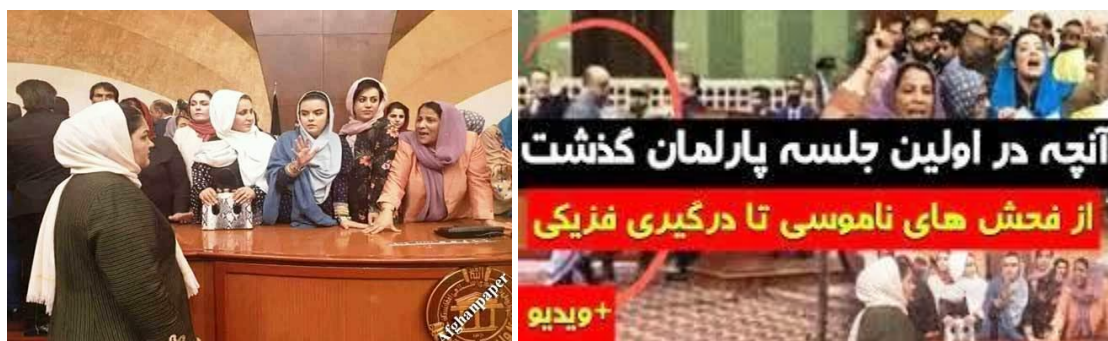 Afghanpaper
آنچه در اولین جلسه پارلمان گذشت
از فحش های ناموسی تا درگیری فزیکی
+ویدیو